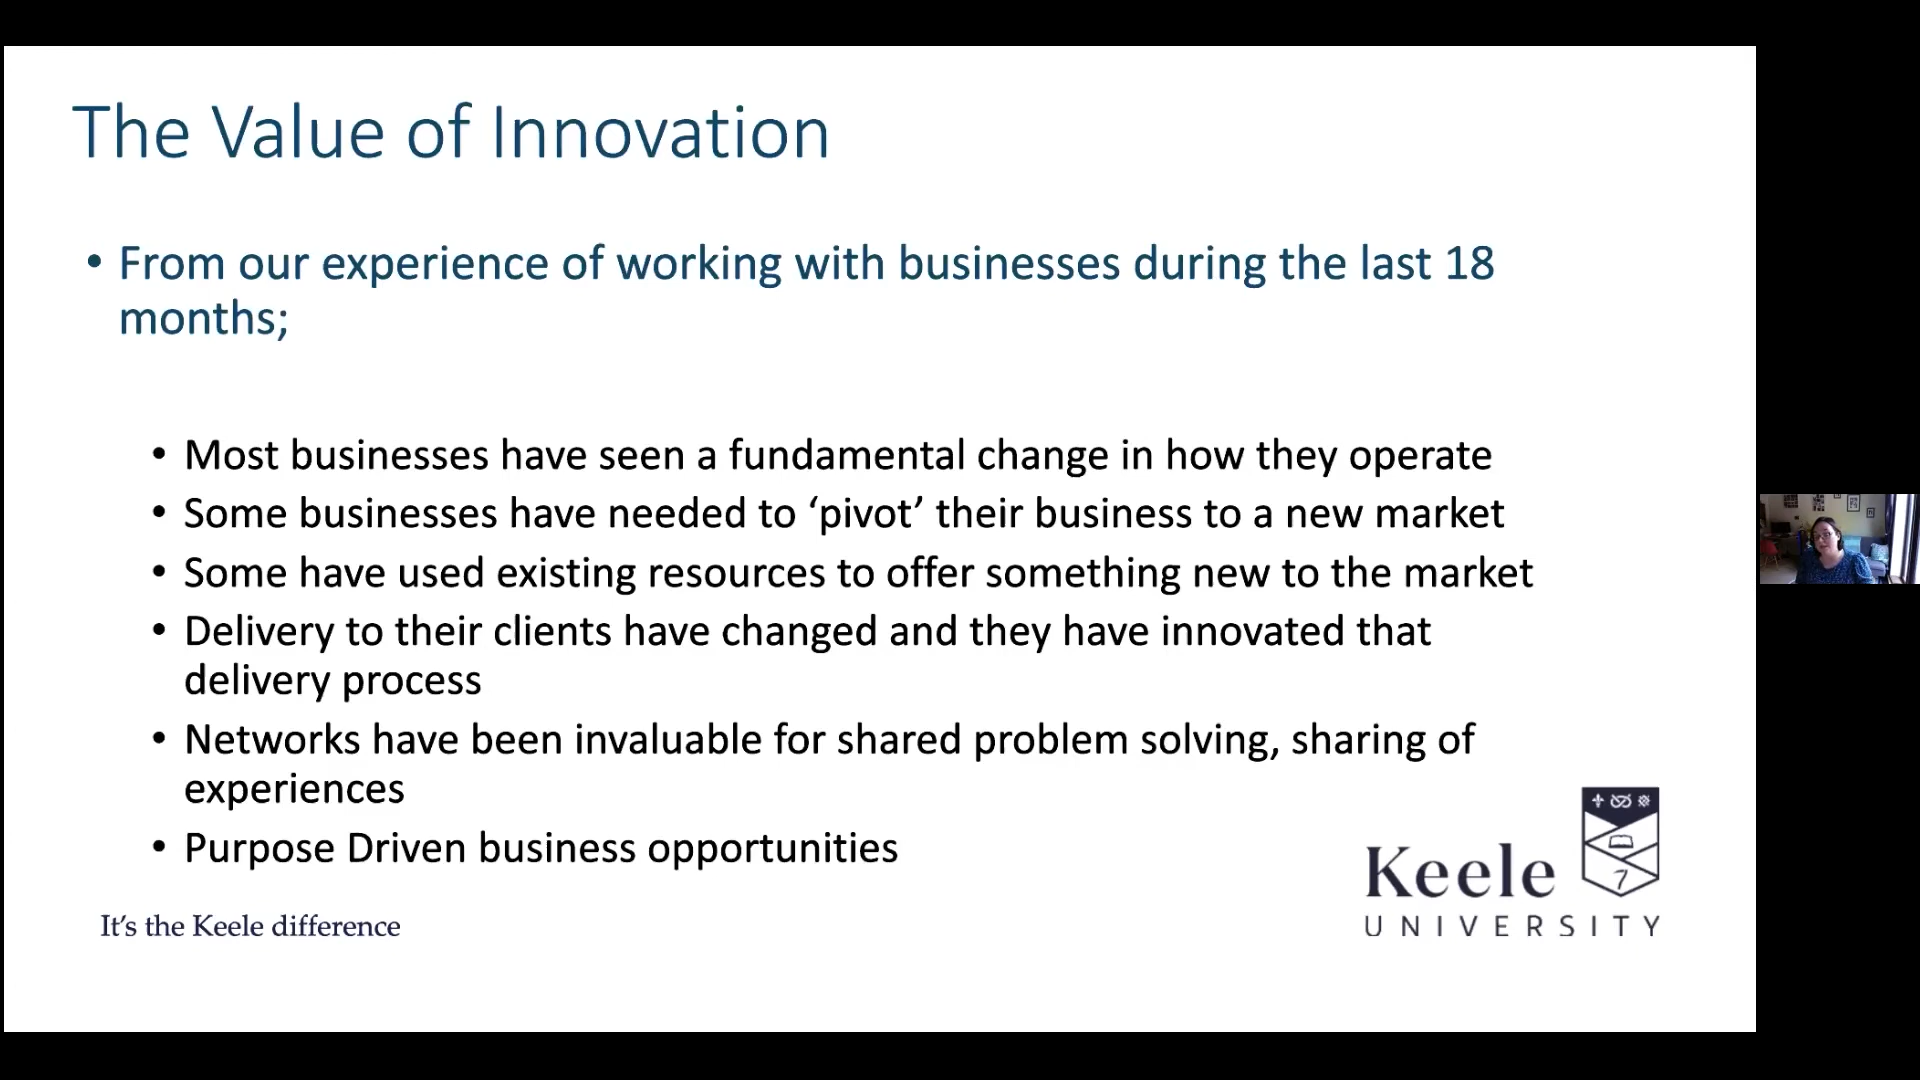 The Value of Innovation
• From our experience of working with businesses during the last 18
months;
• Most businesses have seen a fundamental change in how they operate
• Some businesses have needed to ‘pivot’ their business to a new market
• Some have used existing resources to offer something new to the market
• Delivery to their clients have changed and they have innovated that
delivery process
• Networks have been invaluable for shared problem solving, sharing of
experiences
• Purpose Driven business opportunities
It’s the Keele difference
Keele
UNIVERSITY